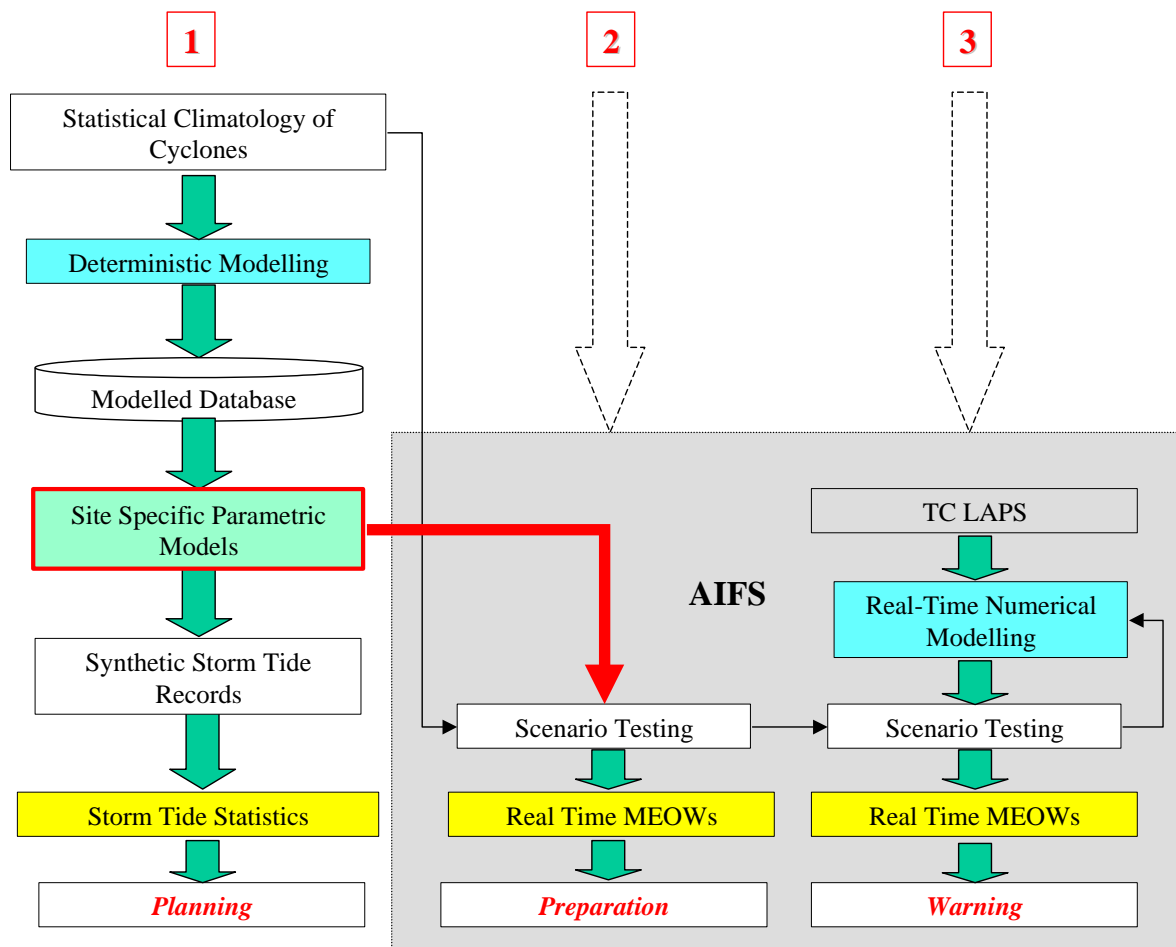 1
2
3
Statistical Climatology of
Cyclones
Deterministic Modelling
Modelled Database
Site Specific Parametric
Models
Synthetic Storm Tide
Records
Storm Tide Statistics
Planning
AIFS
Scenario Testing
Real Time MEOWs
Preparation
TC LAPS
Real-Time Numerical
Modelling
Scenario Testing
Real Time MEOWs
Warning